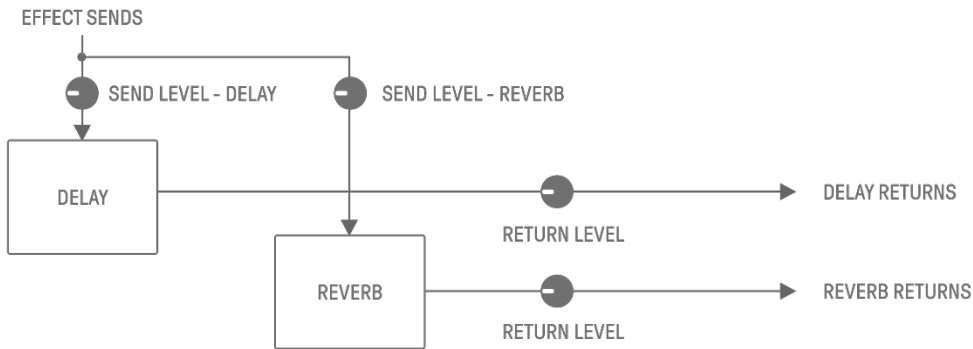 EFFECT SENDS
SEND LEVEL - DELAY
SEND LEVEL - REVERB
DELAY
DELAY RETURNS
RETURN LEVEL
REVERB
REVERB RETURNS
RETURN LEVEL